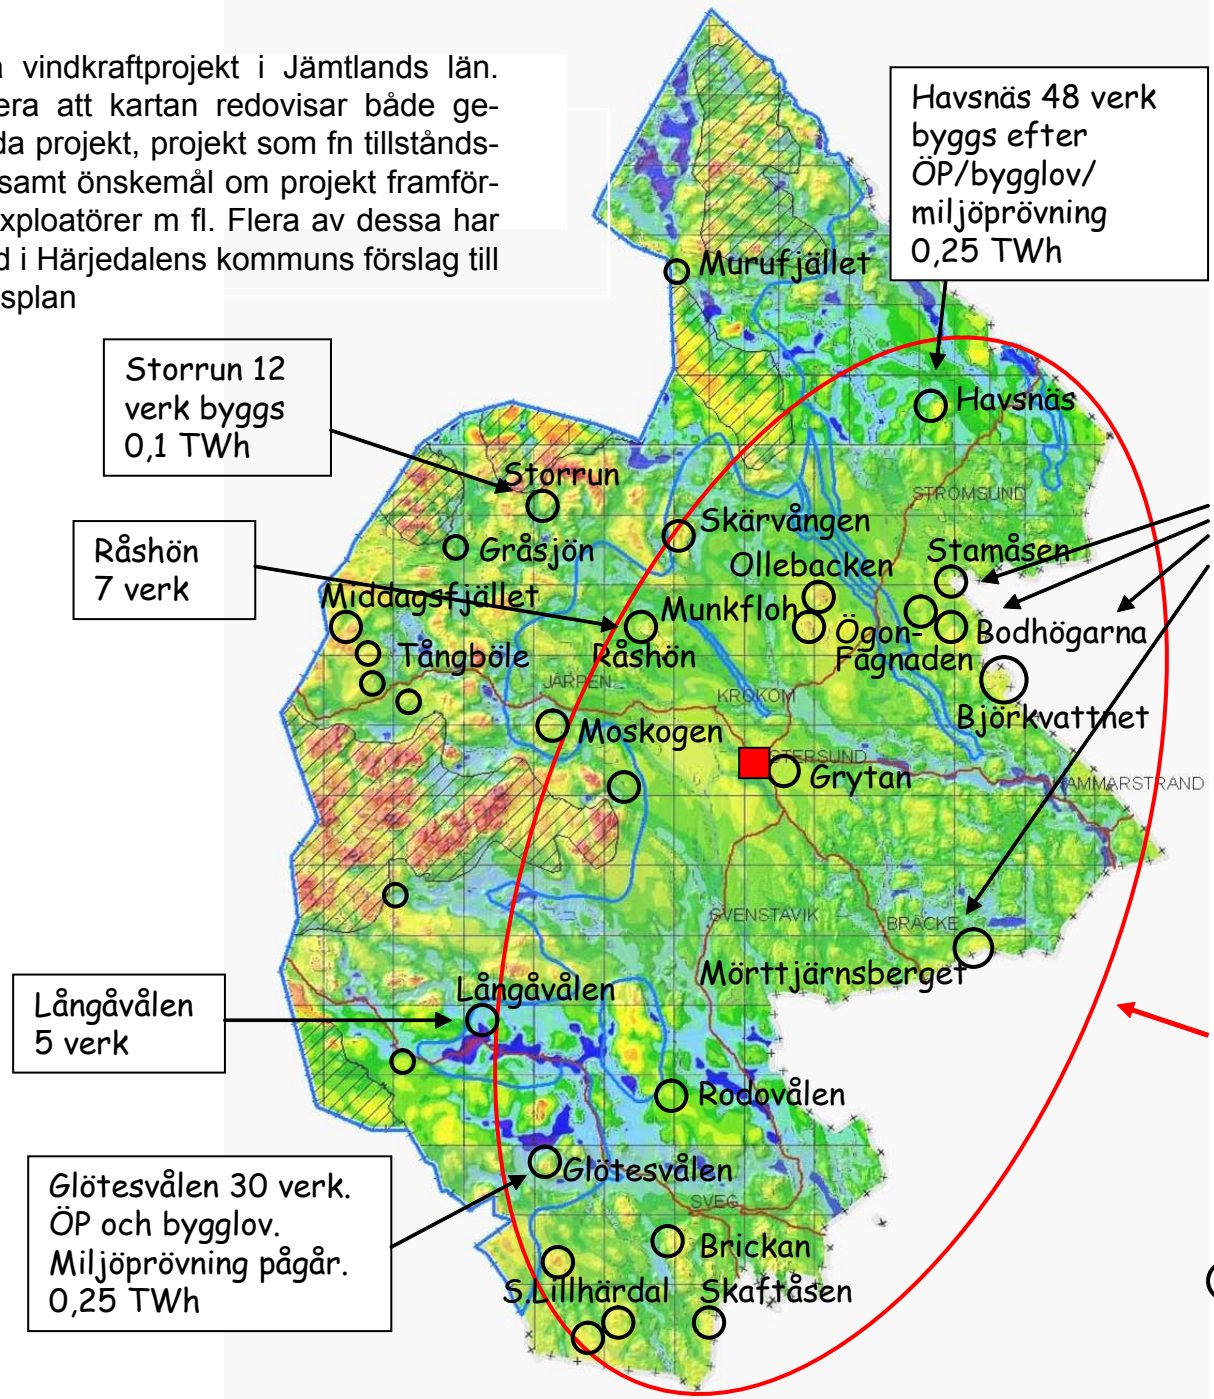 a vindkraftprojekt i Jämtlands län.
era att kartan redovisar både ge-
da projekt, projekt som fn tillstånds-
samt önskemål om projekt framför-
xploatörer m fl. Flera av dessa har
d i Härjedalens kommuns förslag till
splan
Havsnäs 48 verk
byggs efter
ÖP/bygglov/
miljöprövning
0,25 TWh
Murufjället
Storrun 12
verk byggs
0,1 TWh
Havsnäs
Storrun
STRÖMSUND
Skärvången
Råshön
7 verk
Gråsjön
Ollebacken
Stamåsen
Middagsfjället
Munkfloh
Ögon-
Fägnaden
Bodhögarna
Tångböle
Råshön
JÄRPEN
KROKOM
Björkvattnet
Moskogen
STERSUND
Grytan
HAMMARSTRAND
SVENSTAVIK
BRÄCKE
Mörttjärnsberget
Långåvålen
5 verk
Långåvålen
Rodovålen
Glötesvålen 30 verk.
ÖP och bygglov.
Miljöprövning pågår.
0,25 TWh
Glötesvålen
SVEG
Brickan
S.Lillhärdal
Skaftåsen